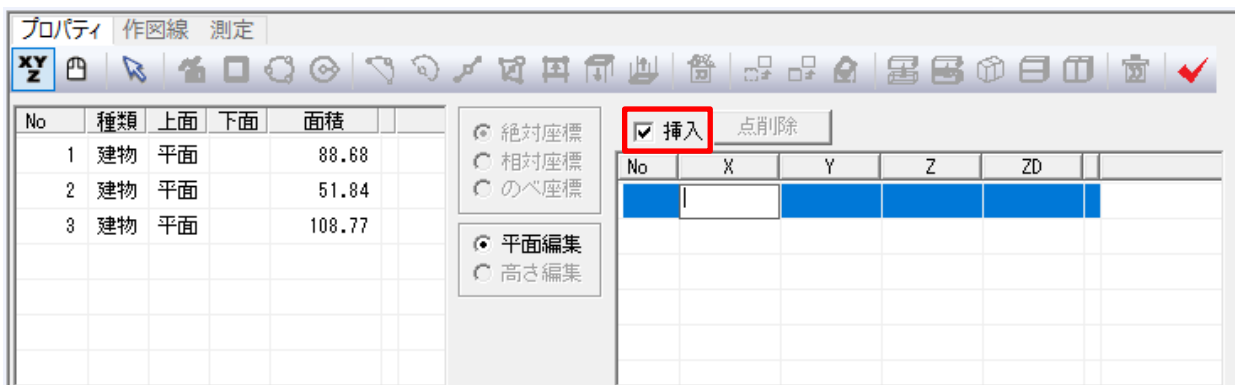 プロパティ 作図線 測定
XYZ
No 種類 上面 下面 面積
1 建物 平面 88.68
2 建物 平面 51.84
3 建物 平面 108.77
絶対座標
相対座標
のべ座標
平面編集
高さ編集
挿入 点削除
No X Y Z ZD